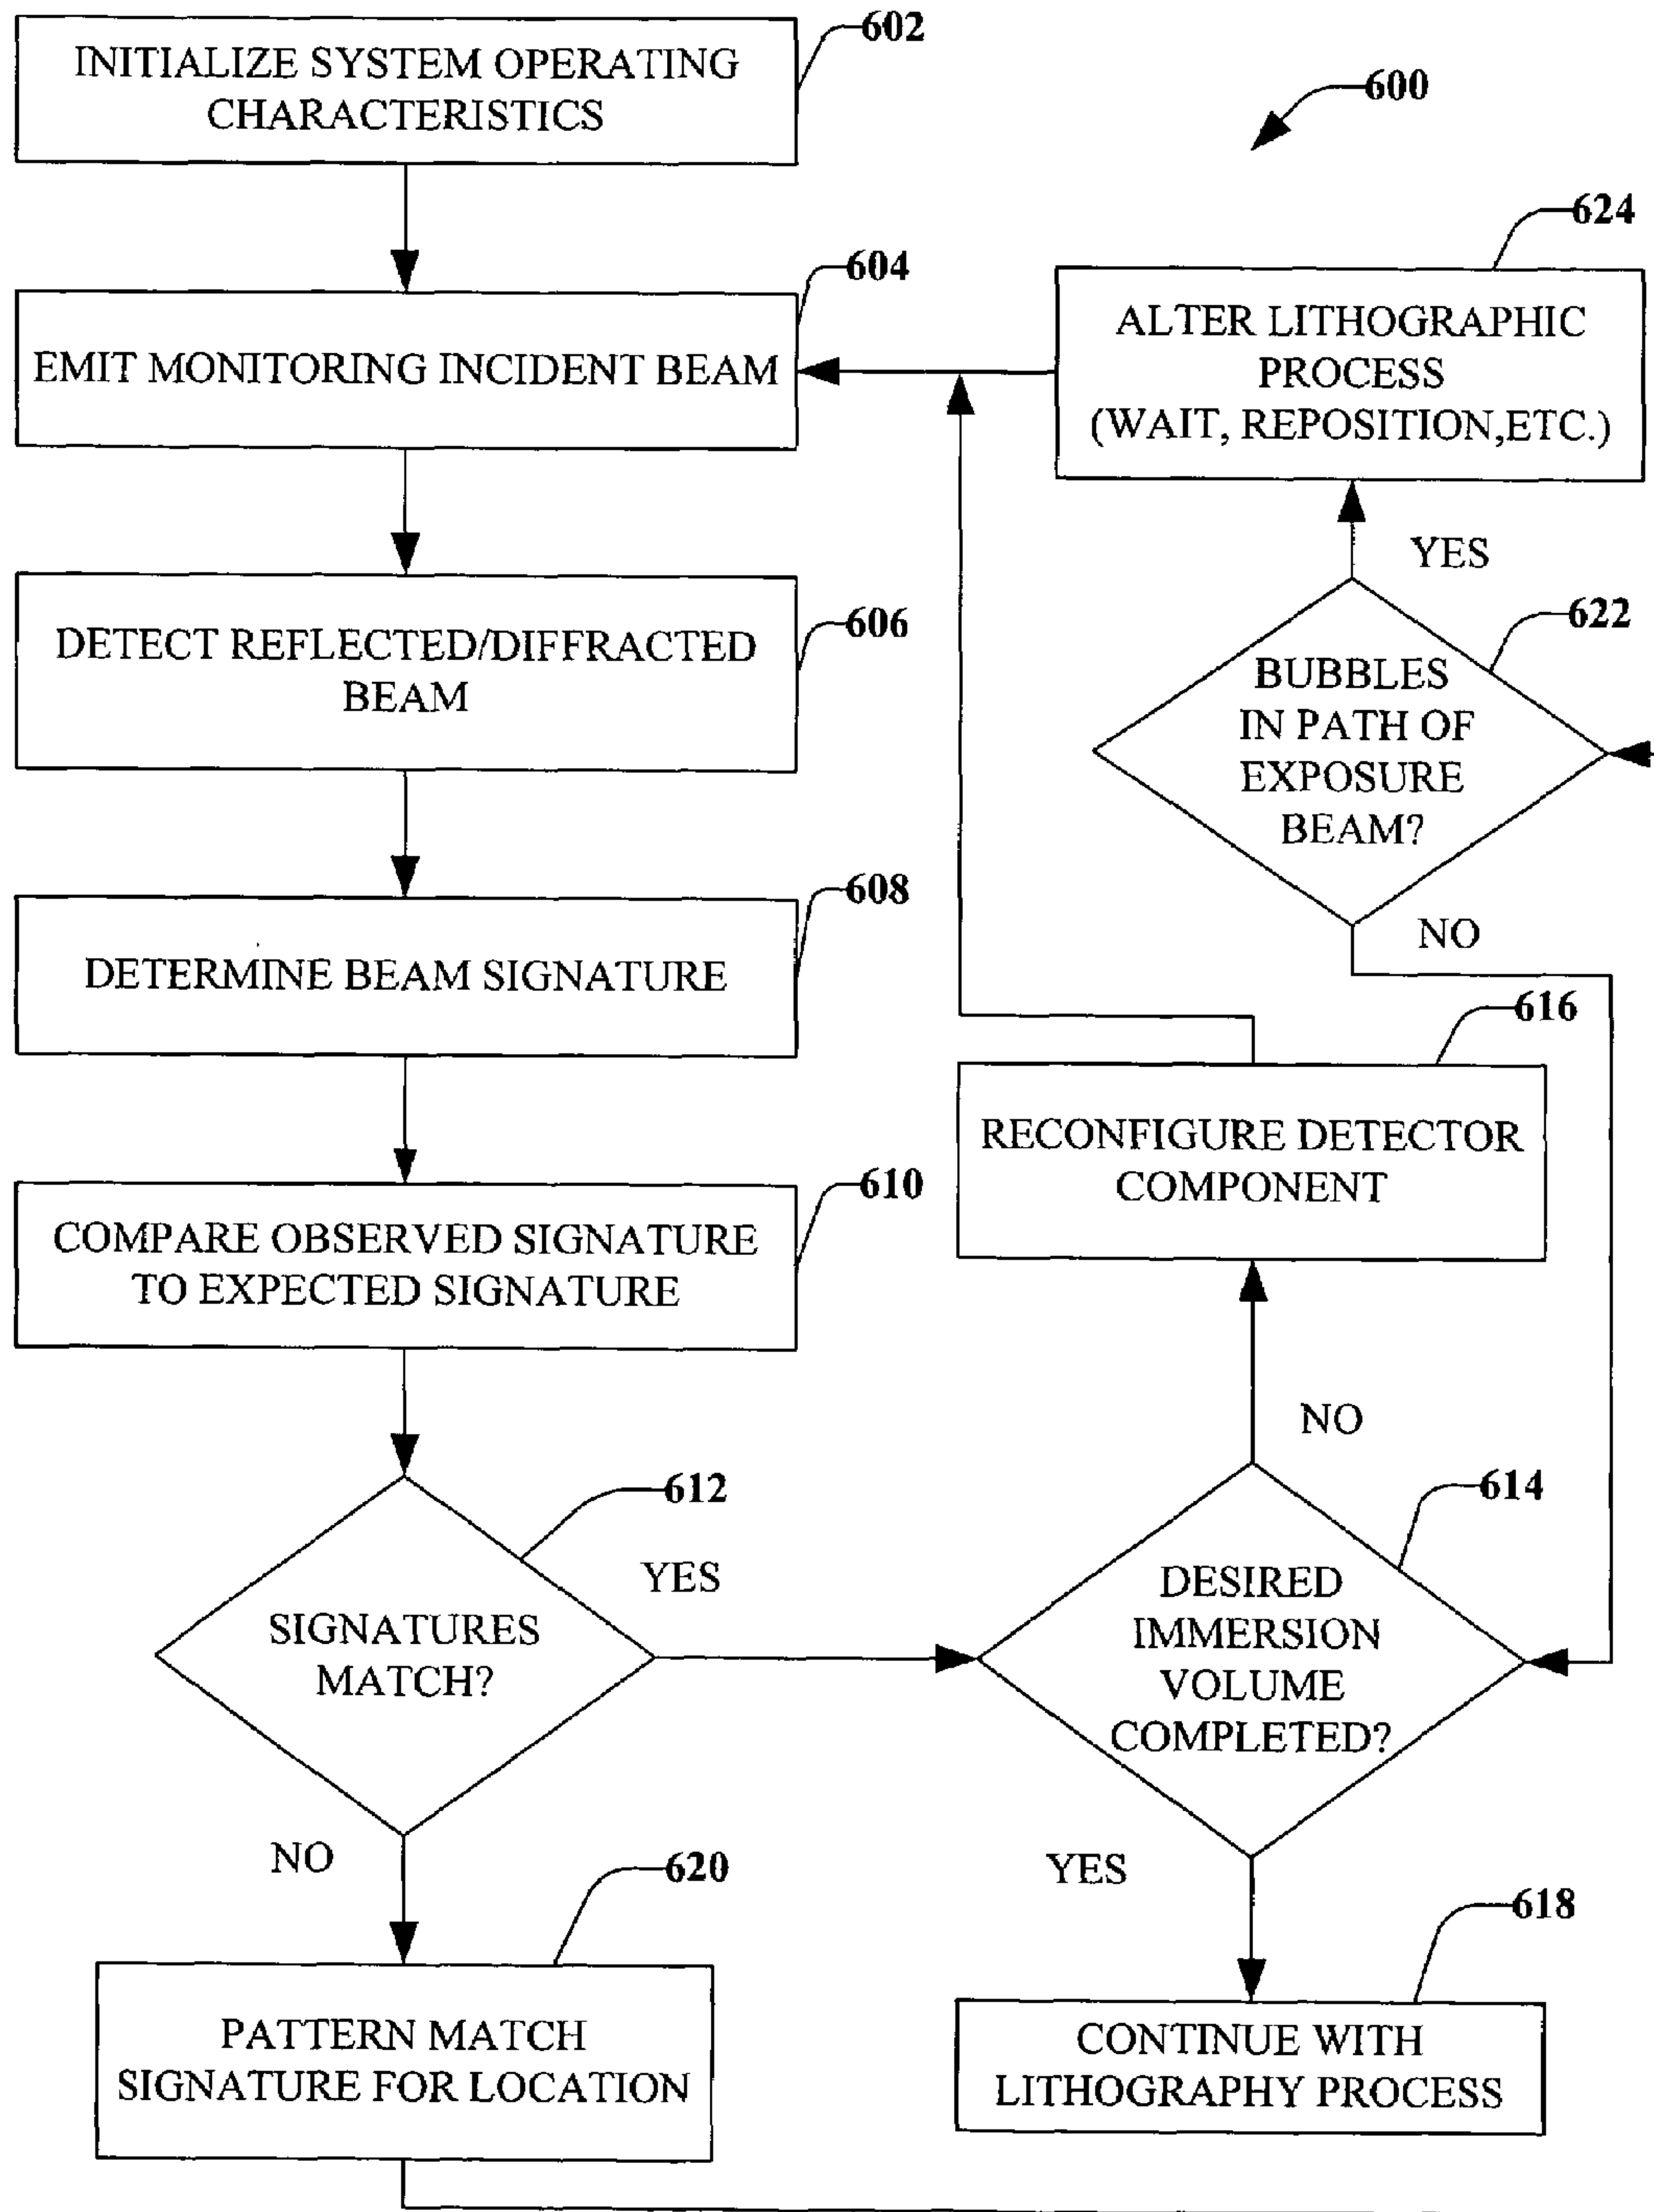 602
INITIALIZE SYSTEM OPERATING
CHARACTERISTICS
600
624
604
EMIT MONITORING INCIDENT BEAM
ALTER LITHOGRAPHIC
PROCESS
(WAIT, REPOSITION,ETC.)
YES
606
DETECT REFLECTED/DIFFRACTED
BEAM
622
BUBBLES
IN PATH OF
EXPOSURE
BEAM?
608
DETERMINE BEAM SIGNATURE
NO
616
RECONFIGURE DETECTOR
COMPONENT
610
COMPARE OBSERVED SIGNATURE
TO EXPECTED SIGNATURE
NO
612
SIGNATURES
MATCH?
YES
614
DESIRED
IMMERSION
VOLUME
COMPLETED?
NO
620
PATTERN MATCH
SIGNATURE FOR LOCATION
YES
618
CONTINUE WITH
LITHOGRAPHY PROCESS